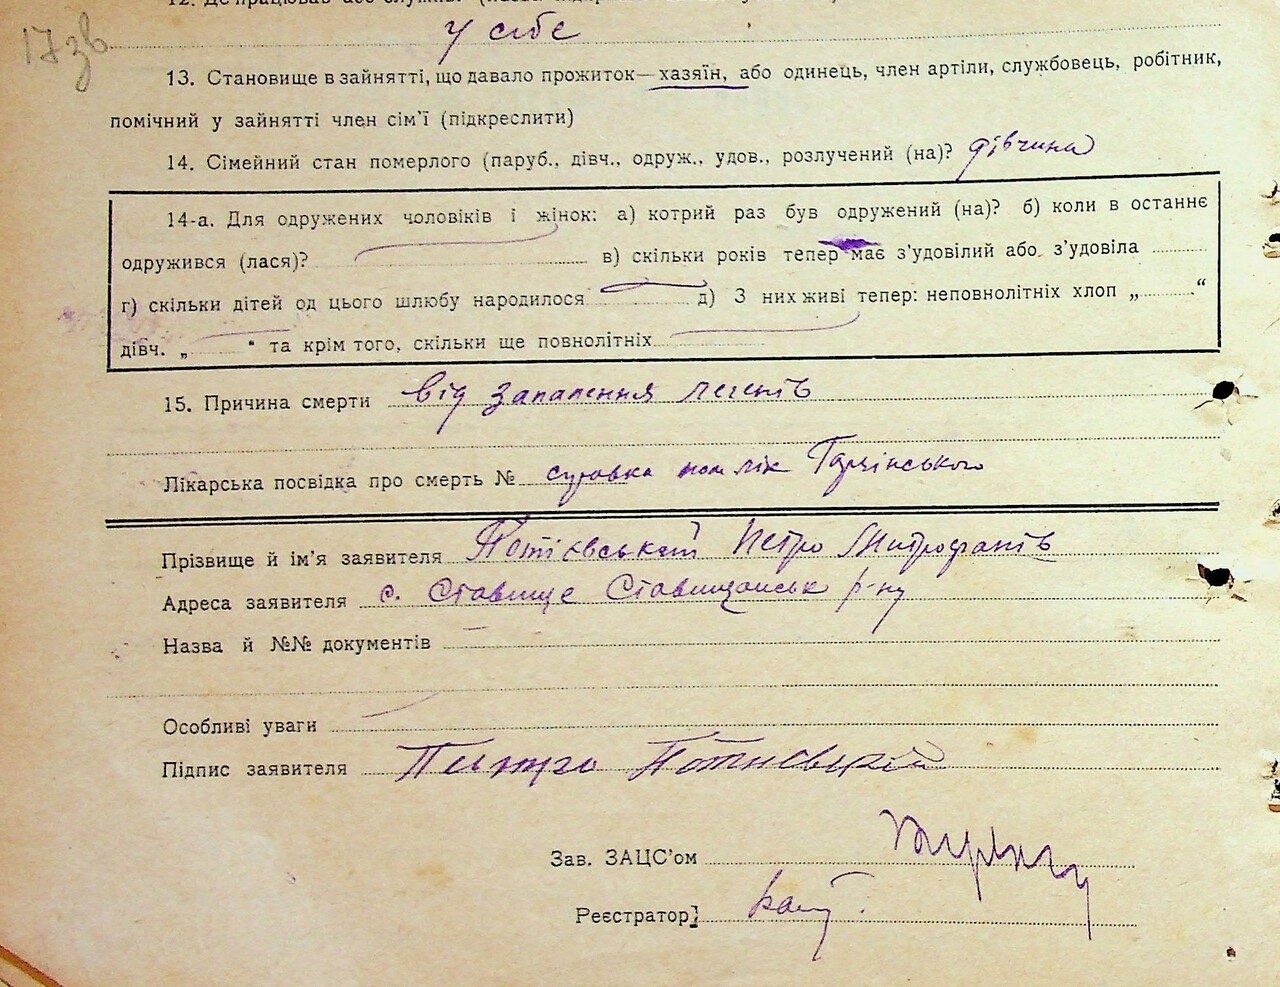 17зв
у себе
13. Становище в зайнятті, що давало прожиток—хазяїн, або одинець, член артілі, службовець, робітник,
помічний у зайнятті член сім'ї (підкреслити)
14. Сімейний стан померлого (паруб., дівч., одруж., удов., розлучений (на)? дівчина
14-а. Для одружених чоловіків і жінок: а) котрий раз був одружений (на)? б) коли в останнє
одружився (лася)? в) скільки років тепер має з'удовілий або з'удовіла
г) скільки дітей од цього шлюбу народилося д) З них живі тепер: неповнолітніх хлоп „ “
дівч. „ “ та крім того, скільки ще повнолітніх
15. Причина смерти від запалення легенів
Лікарська посвідка про смерть №
Прізвище й ім'я заявителя Потієвський Петро Митрофанів
Адреса заявителя с. Ставище Ставищанськ р-ну
Назва й №№ документів
Особливі уваги
Підпис заявителя
Зав. ЗАЦС'ом
Реєстратор